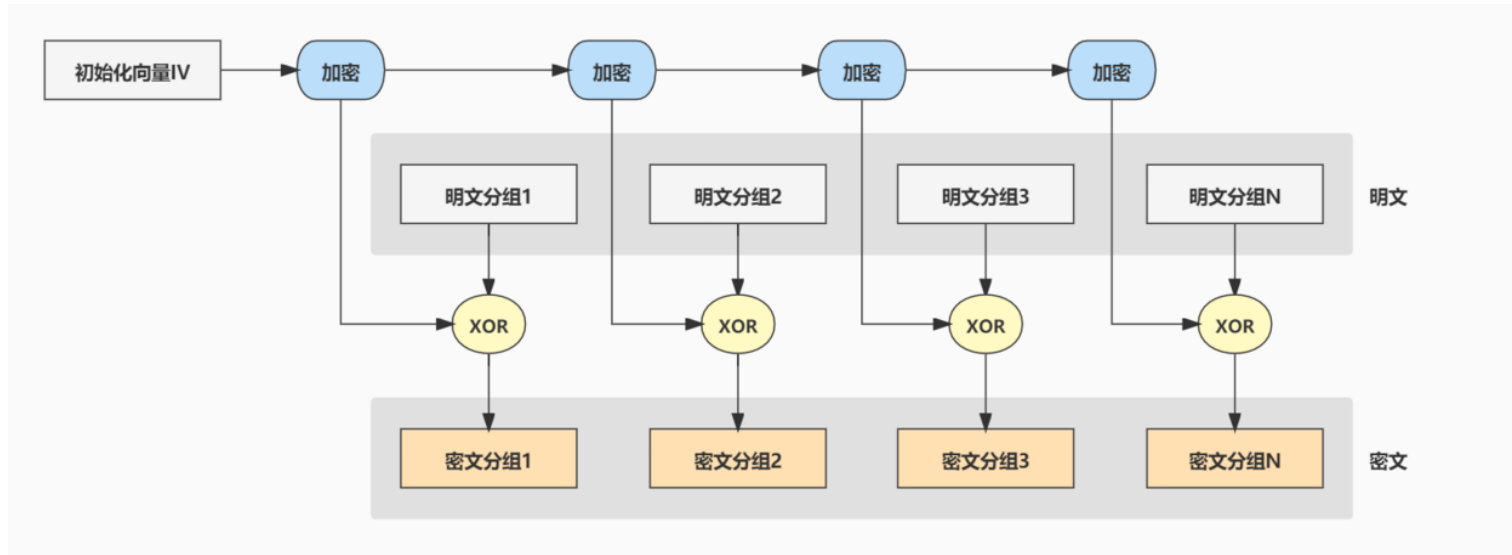 初始化向量IV
加密
加密
加密
加密
明文分组1
明文分组2
明文分组3
明文分组N
明文
XOR
XOR
XOR
XOR
密文分组1
密文分组2
密文分组3
密文分组N
密文